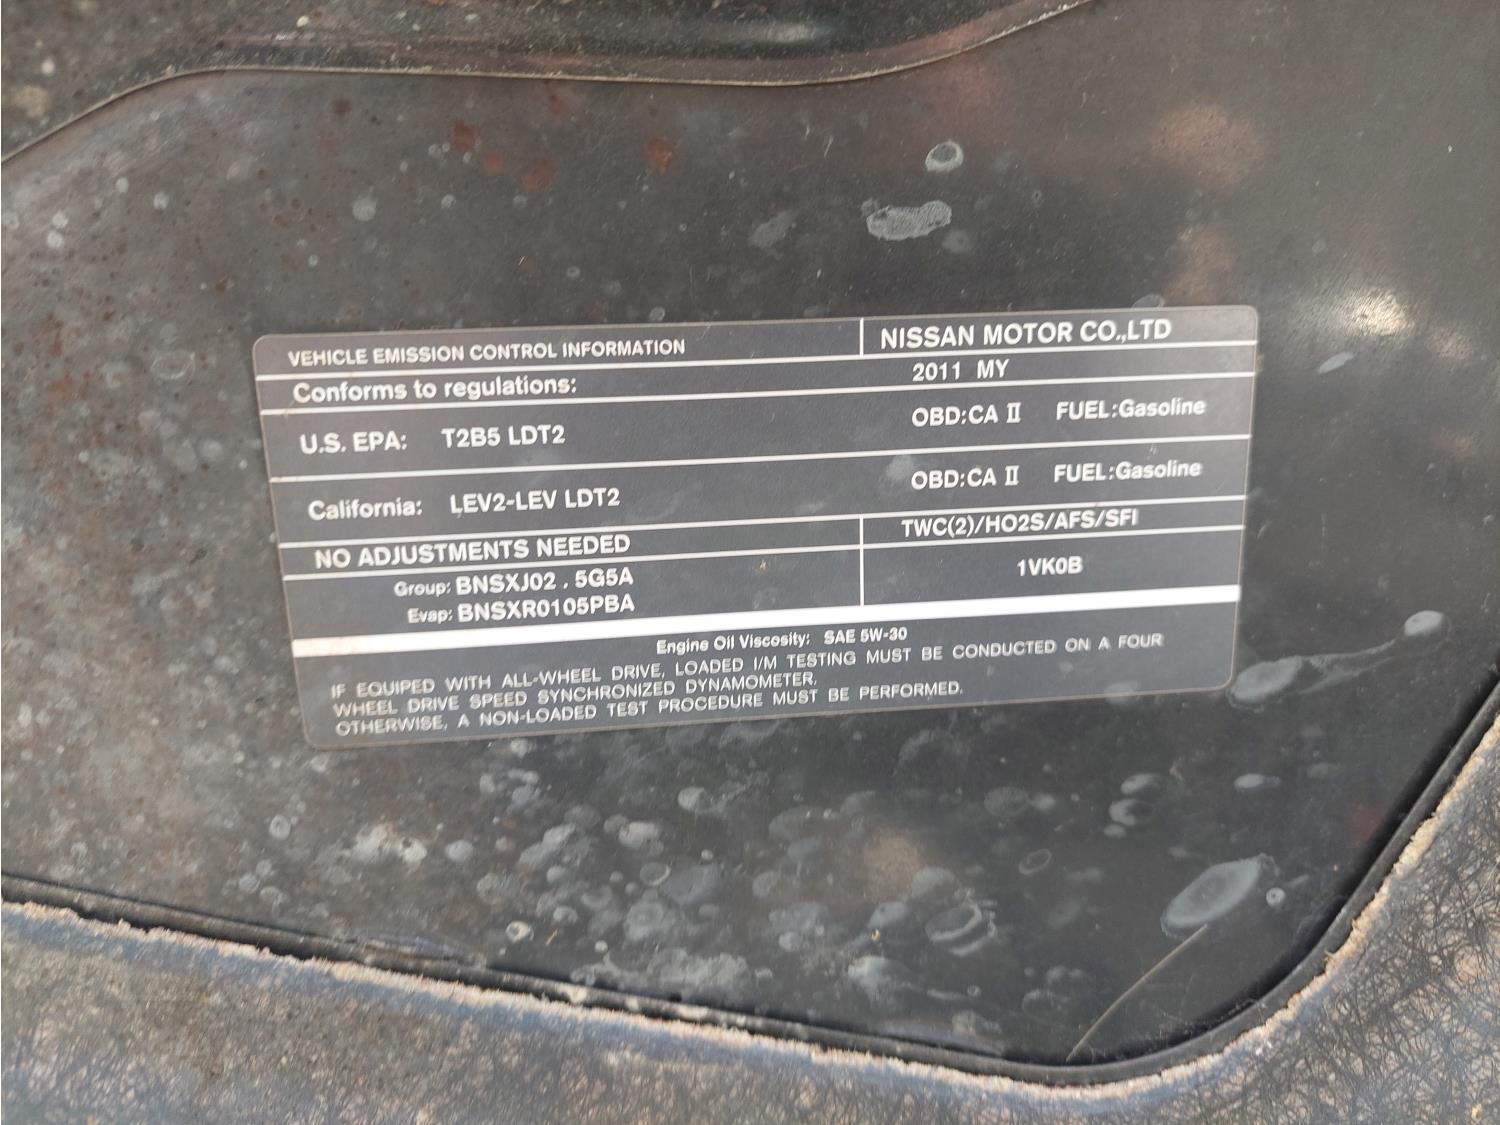 VEHICLE EMISSION CONTROL INFORMATION NISSAN MOTOR CO.,LTD
Conforms to regulations: 2011 MY
U.S. EPA: T2B5 LDT2 OBD:CA II FUEL:Gasoline
California: LEV2-LEV LDT2 OBD:CA II FUEL:Gasoline
NO ADJUSTMENTS NEEDED TWC(2)/HO2S/AFS/SFI
Group: BNSXJ02.5G5A 1VK0B
Evap: BNSXR0105PBA
Engine Oil Viscosity: SAE 5W-30
IF EQUIPED WITH ALL-WHEEL DRIVE, LOADED I/M TESTING MUST BE CONDUCTED ON A FOUR
WHEEL DRIVE SPEED SYNCHRONIZED DYNAMOMETER.
OTHERWISE, A NON-LOADED TEST PROCEDURE MUST BE PERFORMED.